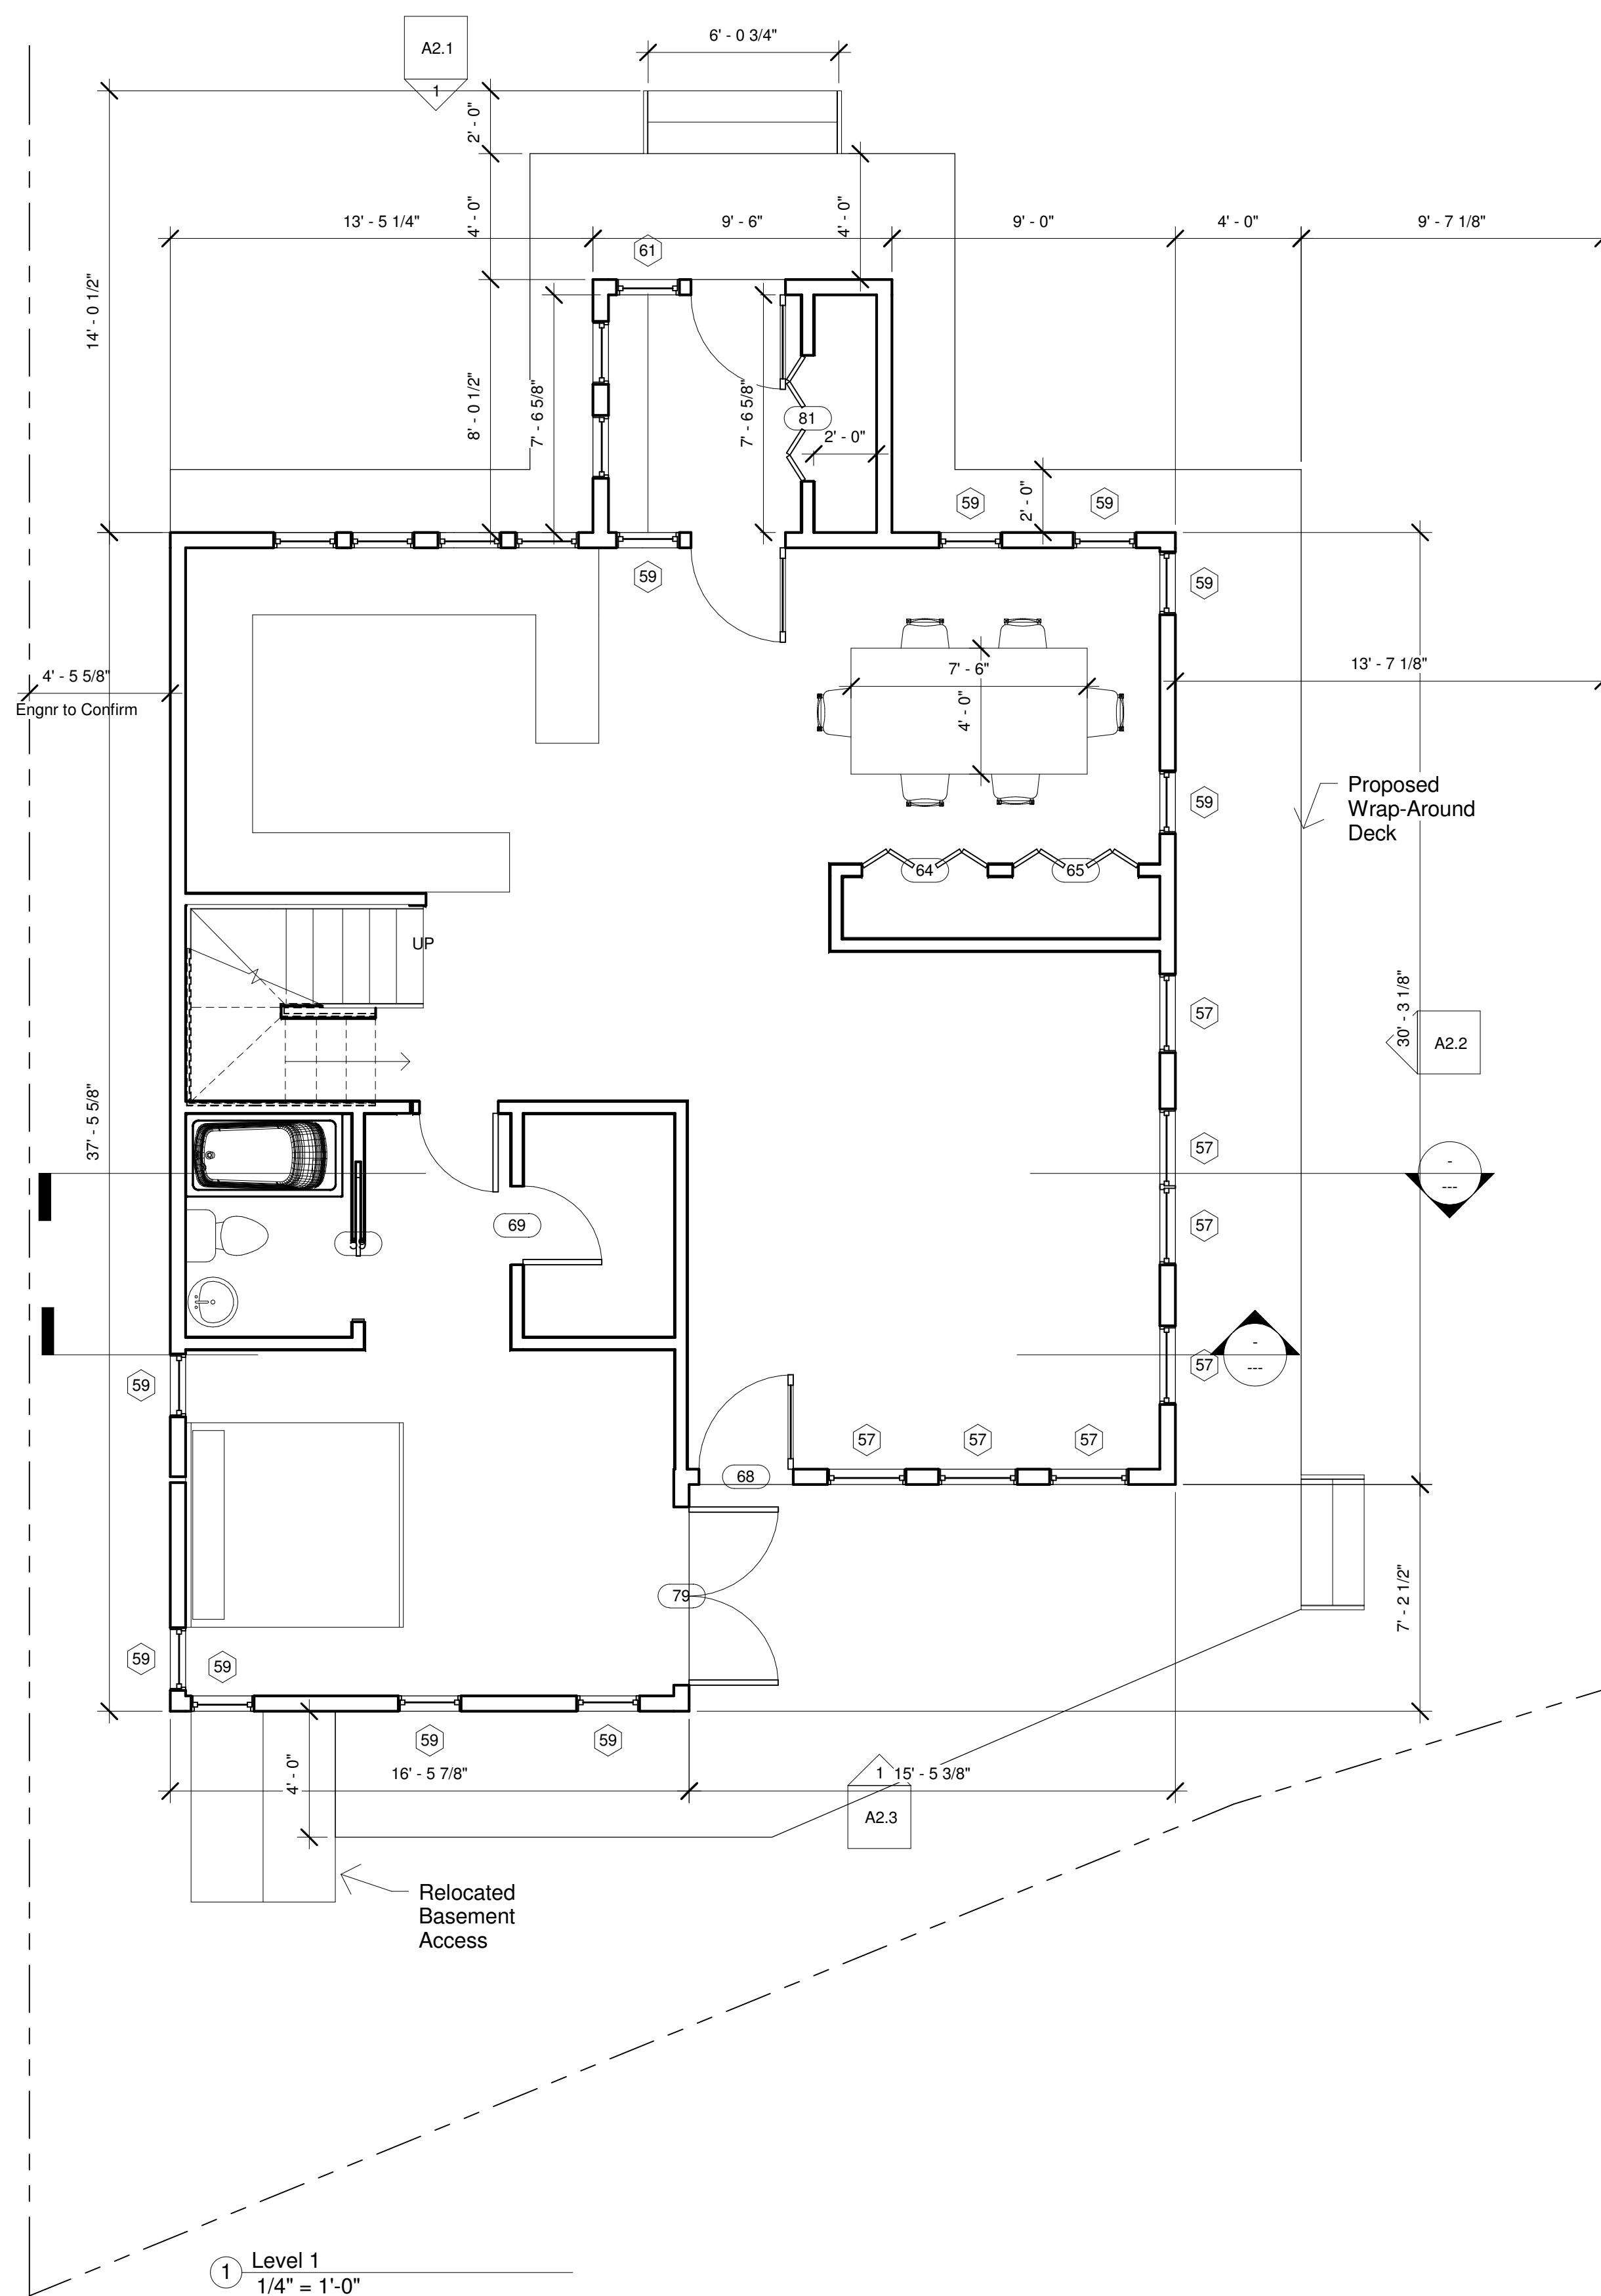 A2.1
1
6' - 0 3/4"
2' - 0"
4' - 0"
4' - 0"
13' - 5 1/4"
9' - 6"
9' - 0"
4' - 0"
9' - 7 1/8"
61
14' - 0 1/2"
8' - 0 1/2"
7' - 6 5/8"
7' - 6 5/8"
81
2' - 0"
59
59
2' - 0"
59
59
4' - 5 5/8"
Engnr to Confirm
7' - 6"
4' - 0"
13' - 7 1/8"
59
Proposed
Wrap-Around
Deck
64
65
UP
57
30' - 3 1/8"
A2.2
37' - 5 5/8"
57
-
---
69
57
59
57
-
---
57
57
57
68
79
7' - 2 1/2"
59
59
59
59
4' - 0"
16' - 5 7/8"
1
15' - 5 3/8"
A2.3
Relocated
Basement
Access
1
Level 1
1/4" = 1'-0"